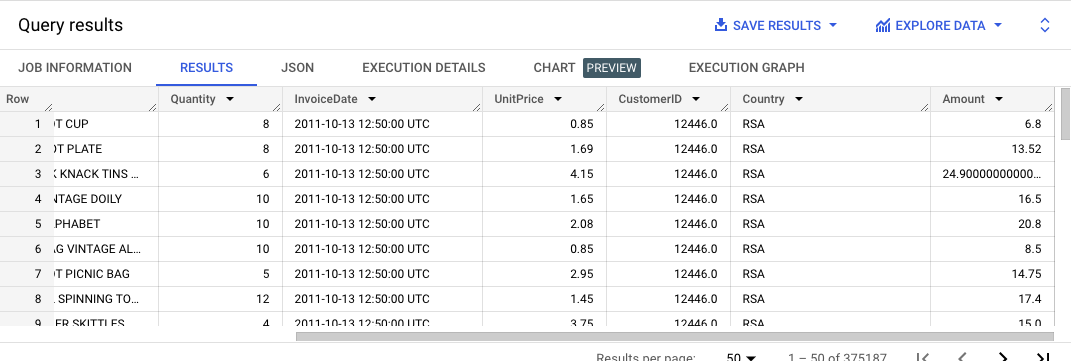 Query results SAVE RESULTS EXPLORE DATA
JOB INFORMATION RESULTS JSON EXECUTION DETAILS CHART PREVIEW EXECUTION GRAPH
Row Quantity InvoiceDate UnitPrice CustomerID Country Amount
1 OT CUP 8 2011-10-13 12:50:00 UTC 0.85 12446.0 RSA 6.8
2 OT PLATE 8 2011-10-13 12:50:00 UTC 1.69 12446.0 RSA 13.52
3 K KNACK TINS ... 6 2011-10-13 12:50:00 UTC 4.15 12446.0 RSA 24.90000000000...
4 NTAGE DOILY 10 2011-10-13 12:50:00 UTC 1.65 12446.0 RSA 16.5
5 PHABET 10 2011-10-13 12:50:00 UTC 2.08 12446.0 RSA 20.8
6 AG VINTAGE AL... 10 2011-10-13 12:50:00 UTC 0.85 12446.0 RSA 8.5
7 OT PICNIC BAG 5 2011-10-13 12:50:00 UTC 2.95 12446.0 RSA 14.75
8 SPINNING TO... 12 2011-10-13 12:50:00 UTC 1.45 12446.0 RSA 17.4
9 ER SKITTLES 4 2011-10-13 12:50:00 UTC 3.75 12446.0 RSA 15.0
Results per page: 50 1 – 50 of 375187